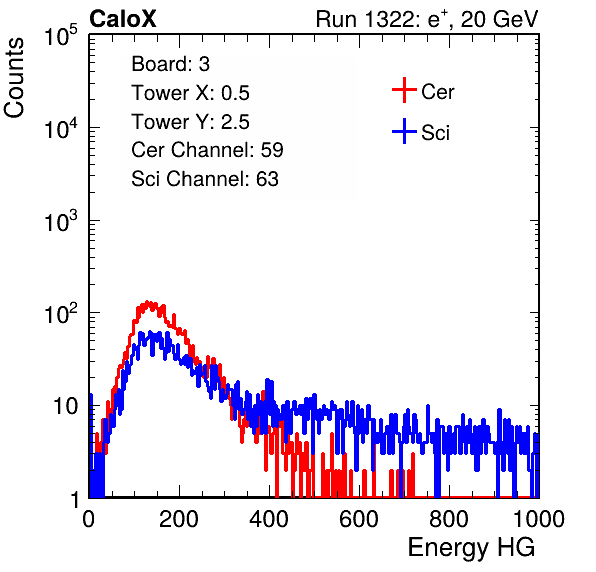 CaloX Run 1322: e⁺, 20 GeV
Counts
Board: 3
Tower X: 0.5
Tower Y: 2.5
Cer Channel: 59
Sci Channel: 63
Cer
Sci
10⁵
10⁴
10³
10²
10
1
0 200 400 600 800 1000
Energy HG